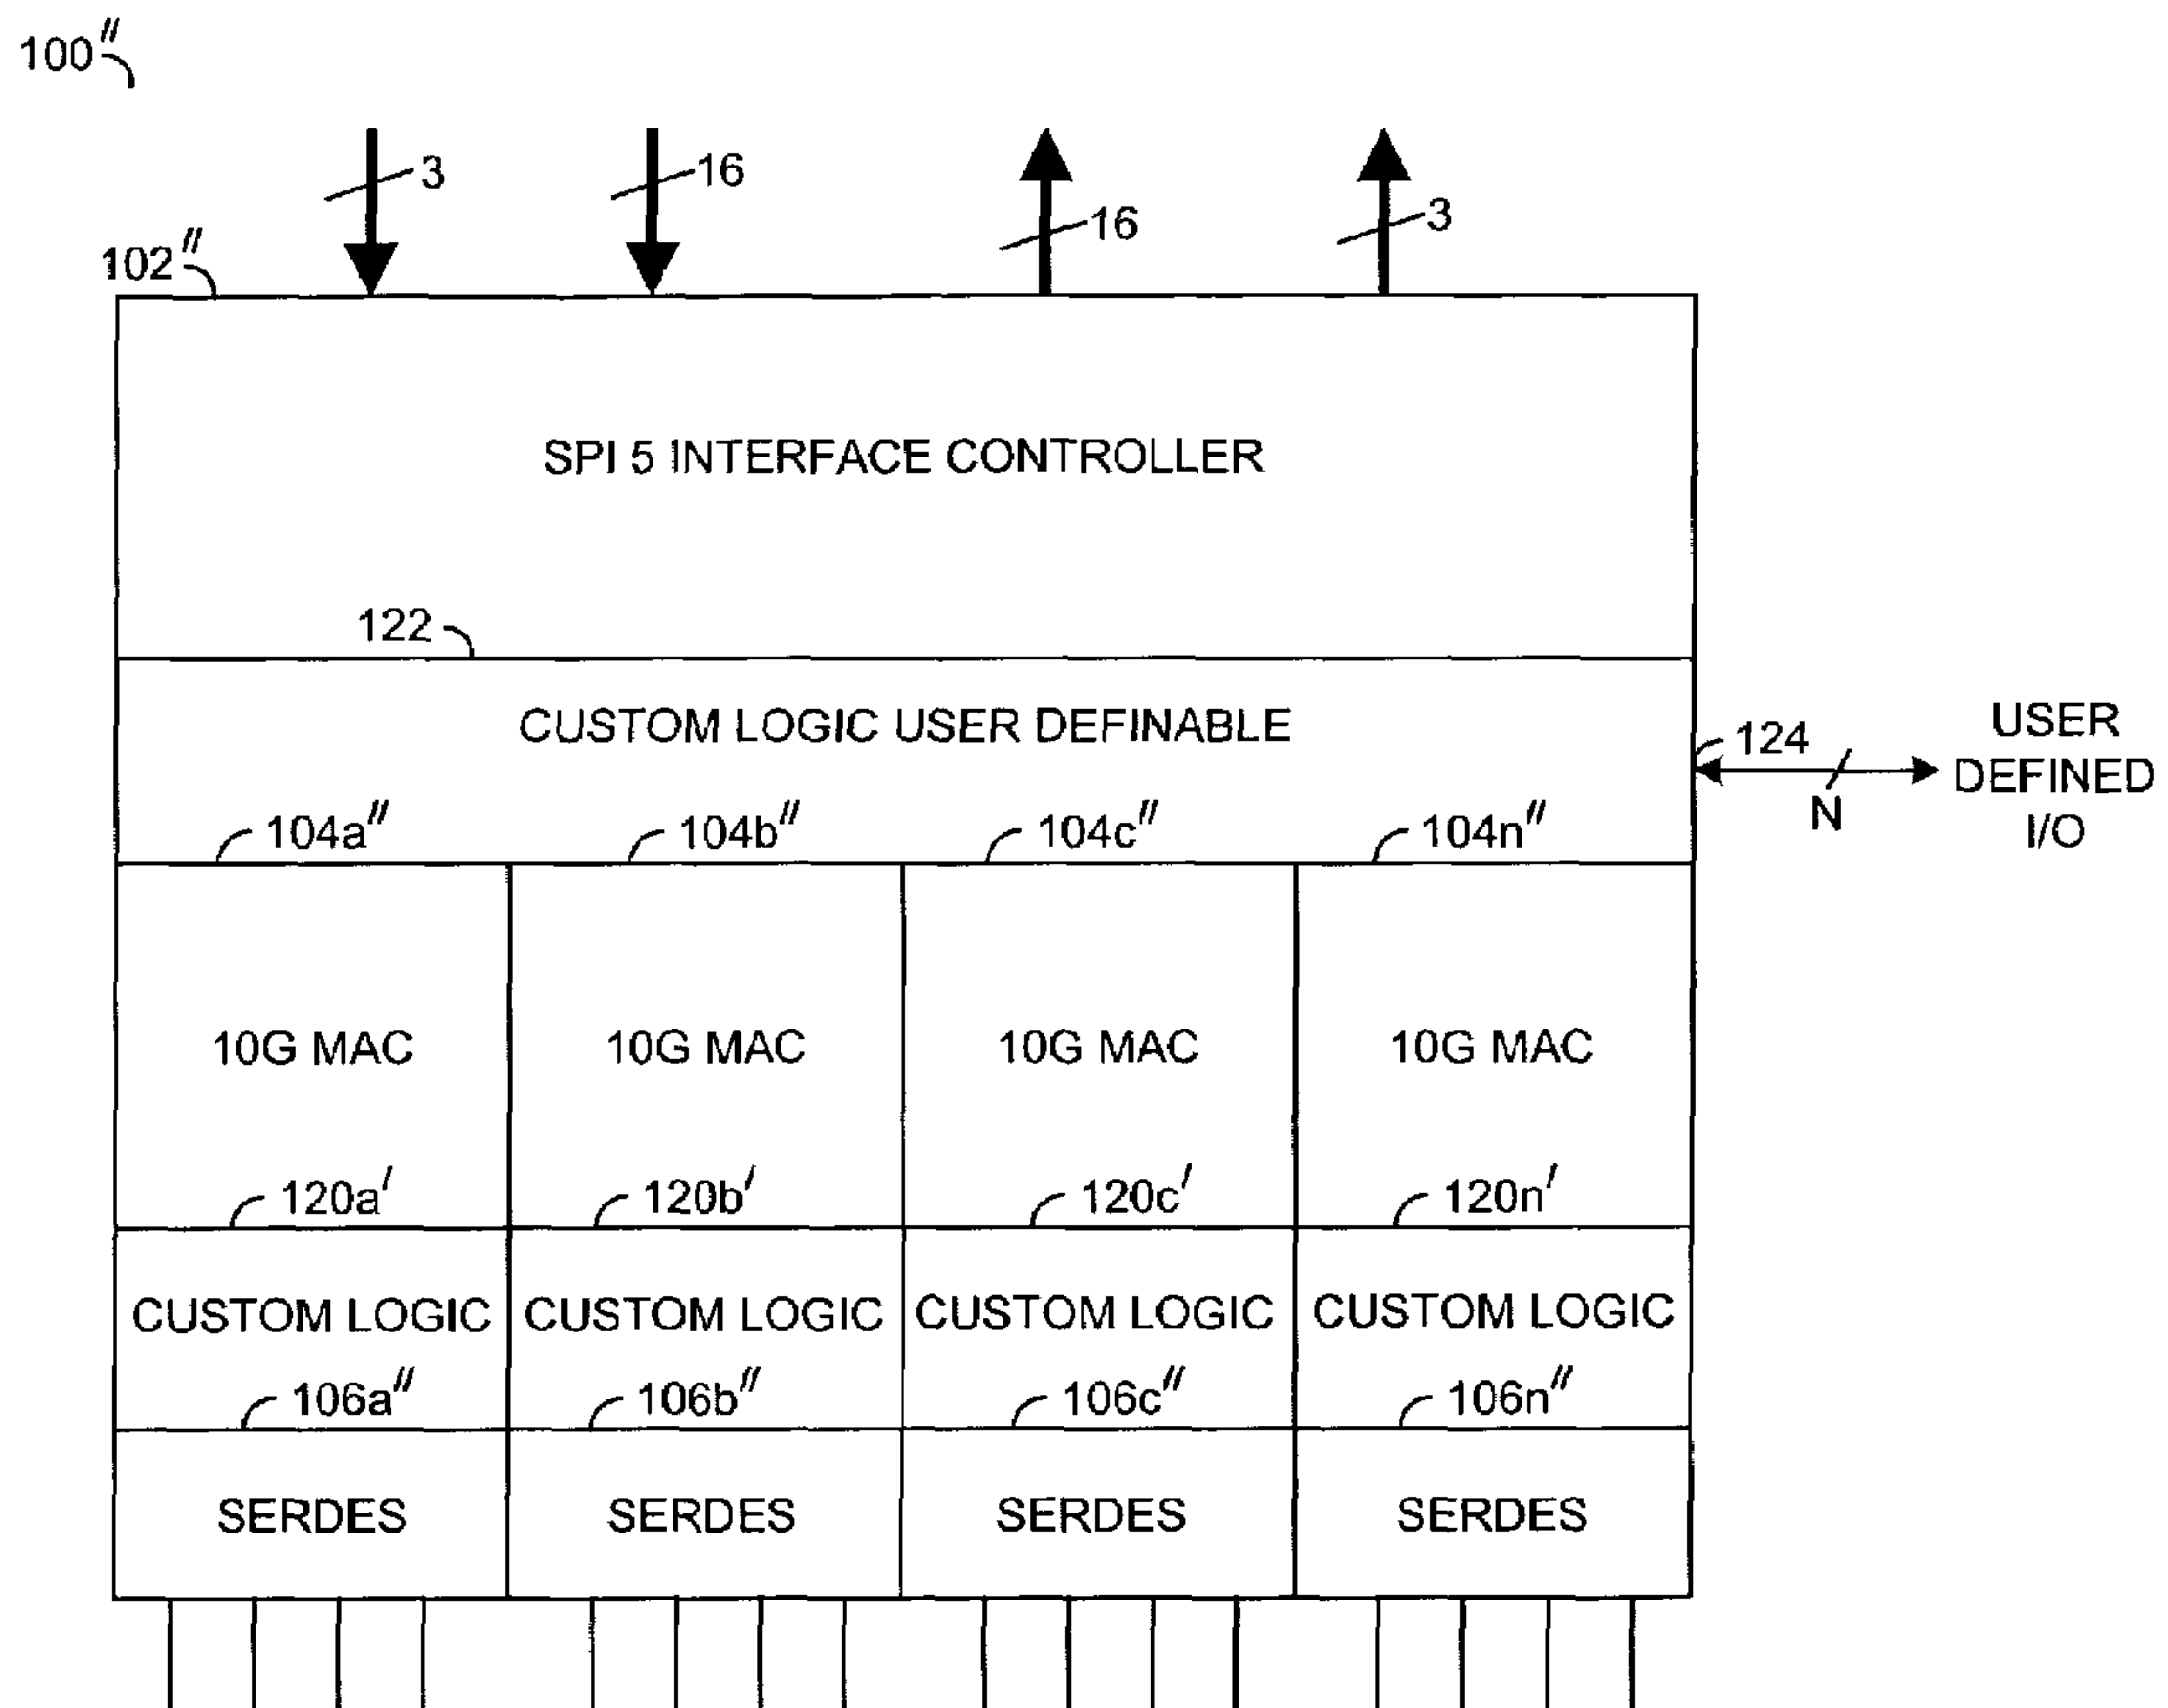 100"
3 16 16 3
102"
SPI 5 INTERFACE CONTROLLER
122
CUSTOM LOGIC USER DEFINABLE
124
N
USER
DEFINED
I/O
104a" 104b" 104c" 104n"
10G MAC 10G MAC 10G MAC 10G MAC
120a' 120b' 120c' 120n'
CUSTOM LOGIC CUSTOM LOGIC CUSTOM LOGIC CUSTOM LOGIC
106a" 106b" 106c" 106n"
SERDES SERDES SERDES SERDES